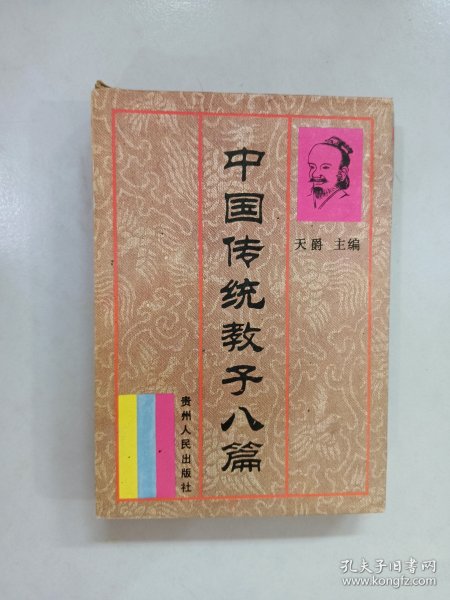 中国传统教子八篇
天爵 主编
贵州人民出版社
孔夫子旧书网
www.kongfz.com